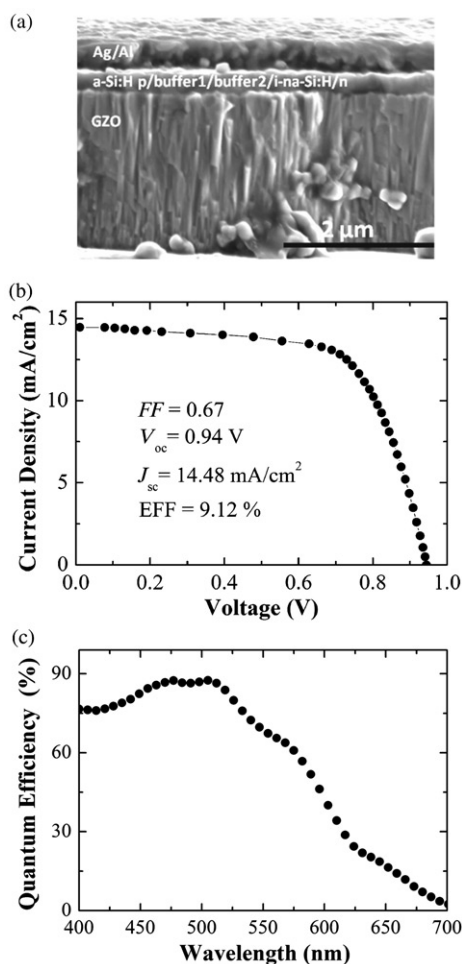 (a)
Ag/Al
a-Si:H p/buffer1/buffer2/i-na-Si:H/n
GZO
2 μm
(b)
Current Density (mA/cm²)
15
10
5
0
FF = 0.67
Voc = 0.94 V
Jsc = 14.48 mA/cm²
EFF = 9.12 %
0.0 0.2 0.4 0.6 0.8 1.0
Voltage (V)
(c)
Quantum Efficiency (%)
90
60
30
0
400 450 500 550 600 650 700
Wavelength (nm)